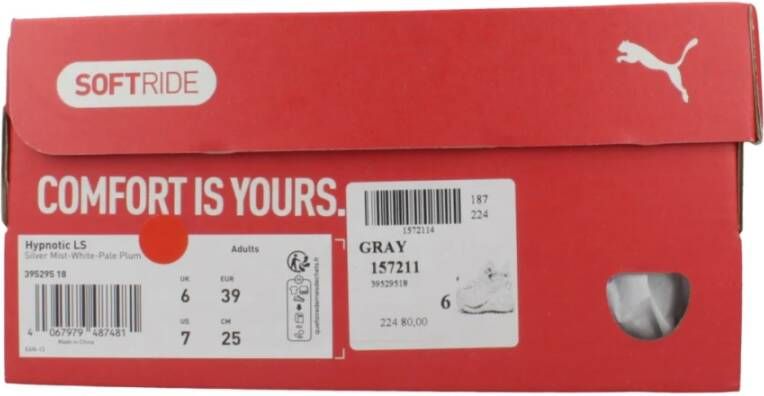 SOFTRIDE
COMFORT IS YOURS.
Hypnotic LS
Adults
Silver Mist-White-Pale Plum
395295 18
UK
EUR
6
39
US
CM
7
25
4 067979 487481
Made in China
quefairedemesdechets.fr
187
224
1572114
GRAY
157211
39529518
6
224 80,00